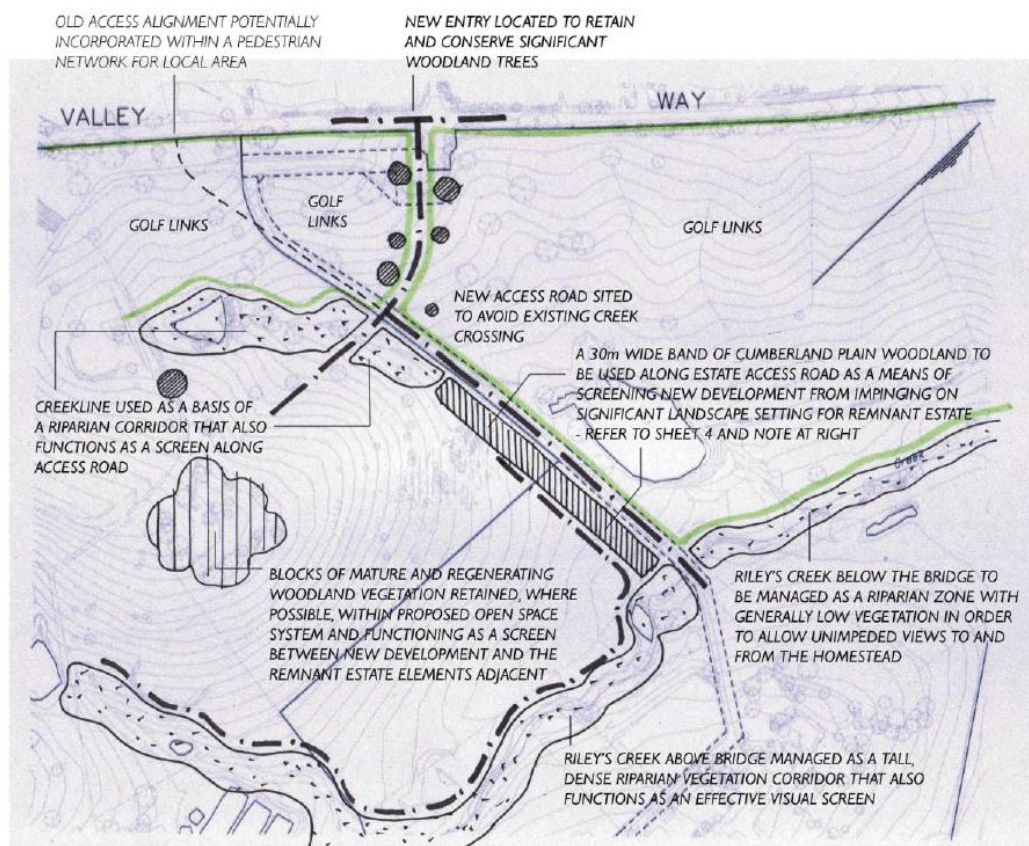 OLD ACCESS ALIGNMENT POTENTIALLY
INCORPORATED WITHIN A PEDESTRIAN
NETWORK FOR LOCAL AREA
NEW ENTRY LOCATED TO RETAIN
AND CONSERVE SIGNIFICANT
WOODLAND TREES
VALLEY
WAY
GOLF LINKS
GOLF
LINKS
GOLF LINKS
NEW ACCESS ROAD SITED
TO AVOID EXISTING CREEK
CROSSING
A 30m WIDE BAND OF CUMBERLAND PLAIN WOODLAND TO
BE USED ALONG ESTATE ACCESS ROAD AS A MEANS OF
SCREENING NEW DEVELOPMENT FROM IMPINGING ON
SIGNIFICANT LANDSCAPE SETTING FOR REMNANT ESTATE
- REFER TO SHEET 4 AND NOTE AT RIGHT
CREEKLINE USED AS A BASIS OF
A RIPARIAN CORRIDOR THAT ALSO
FUNCTIONS AS A SCREEN ALONG
ACCESS ROAD
Creek
BLOCKS OF MATURE AND REGENERATING
WOODLAND VEGETATION RETAINED, WHERE
POSSIBLE, WITHIN PROPOSED OPEN SPACE
SYSTEM AND FUNCTIONING AS A SCREEN
BETWEEN NEW DEVELOPMENT AND THE
REMNANT ESTATE ELEMENTS ADJACENT
RILEY'S CREEK BELOW THE BRIDGE TO
BE MANAGED AS A RIPARIAN ZONE WITH
GENERALLY LOW VEGETATION IN ORDER
TO ALLOW UNIMPEDED VIEWS TO AND
FROM THE HOMESTEAD
RILEY'S CREEK ABOVE BRIDGE MANAGED AS A TALL,
DENSE RIPARIAN VEGETATION CORRIDOR THAT ALSO
FUNCTIONS AS AN EFFECTIVE VISUAL SCREEN